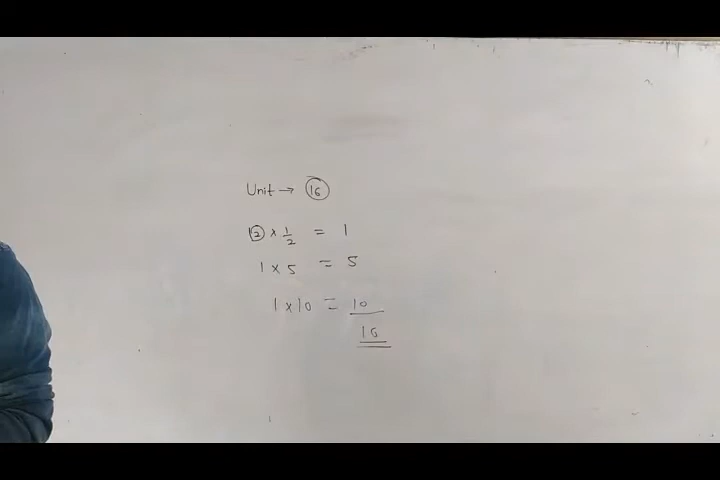 Unit → 16
2 × 1/2 = 1
1 × 5 = 5
1 × 10 = 10
16